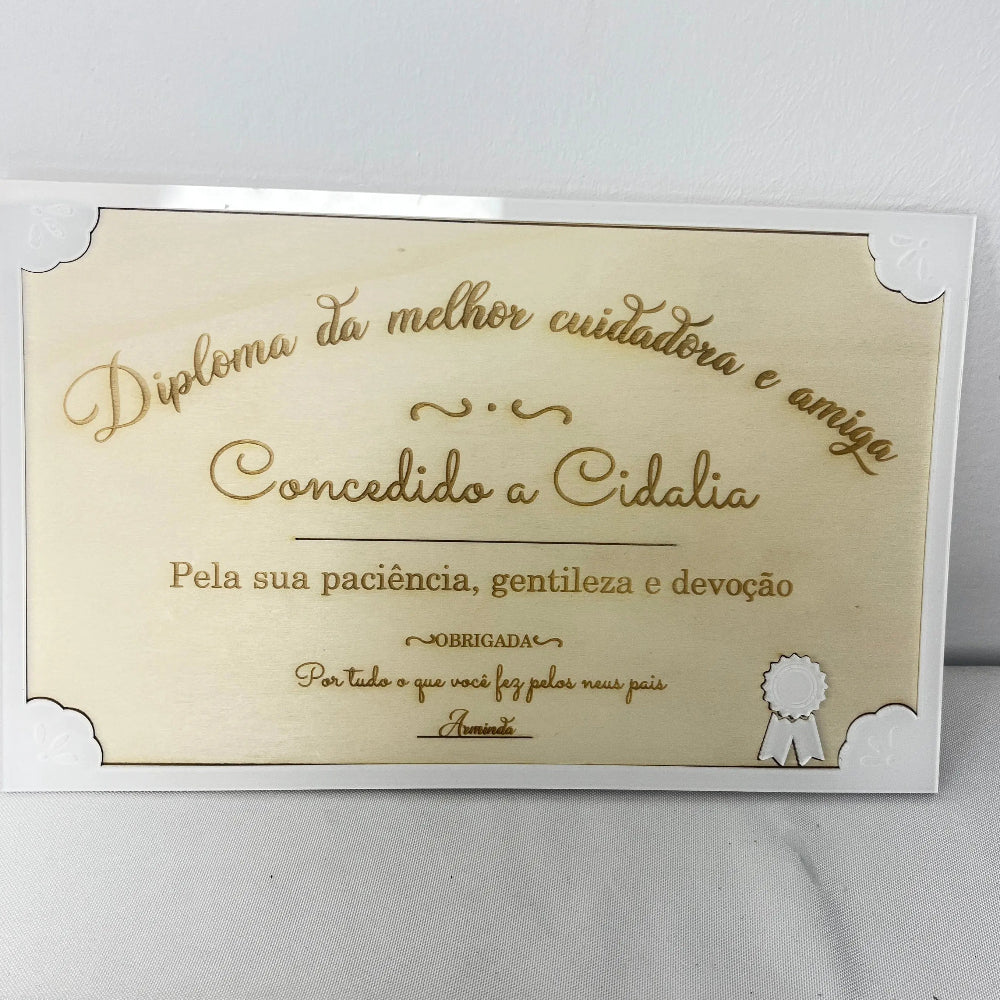 Diploma da melhor cuidadora e amiga
Concedido a Cidalia
Pela sua paciência, gentileza e devoção
OBRIGADA
Por tudo o que você fez pelos neus pais
Arminda